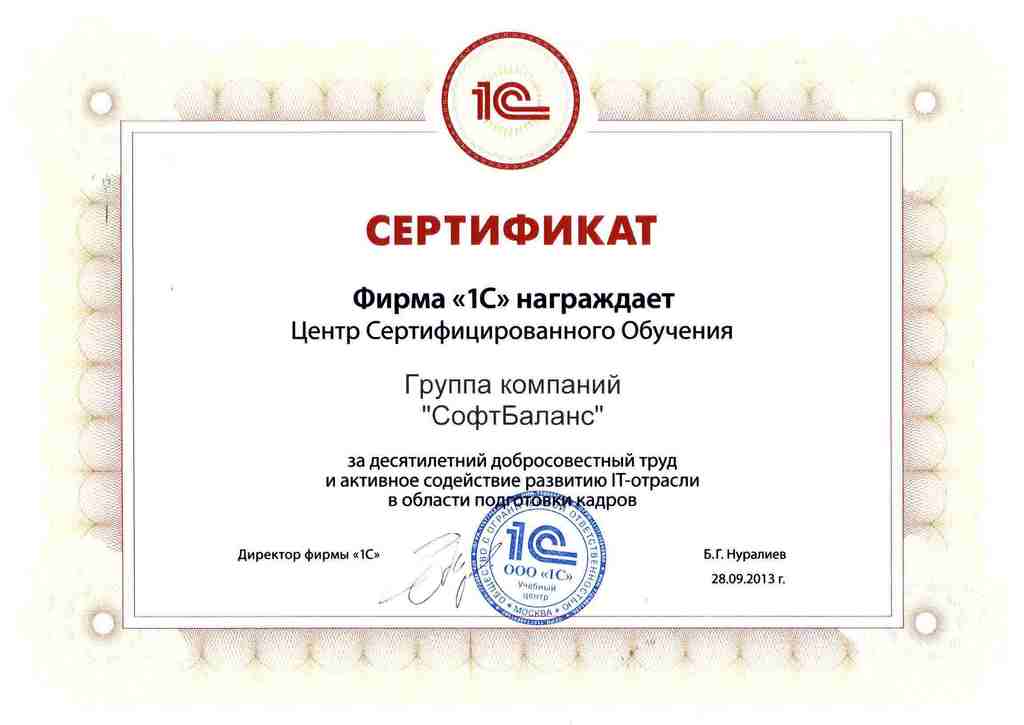 1С
СЕРТИФИКАТ
Фирма «1С» награждает
Центр Сертифицированного Обучения
Группа компаний
"СофтБаланс"
за десятилетний добросовестный труд
и активное содействие развитию IT-отрасли
в области подготовки кадров
Директор фирмы «1С»
Б.Г. Нуралиев
28.09.2013 г.
ОБЩЕСТВО С ОГРАНИЧЕННОЙ ОТВЕТСТВЕННОСТЬЮ
1С
ООО «1С»
Учебный
центр
* МОСКВА *